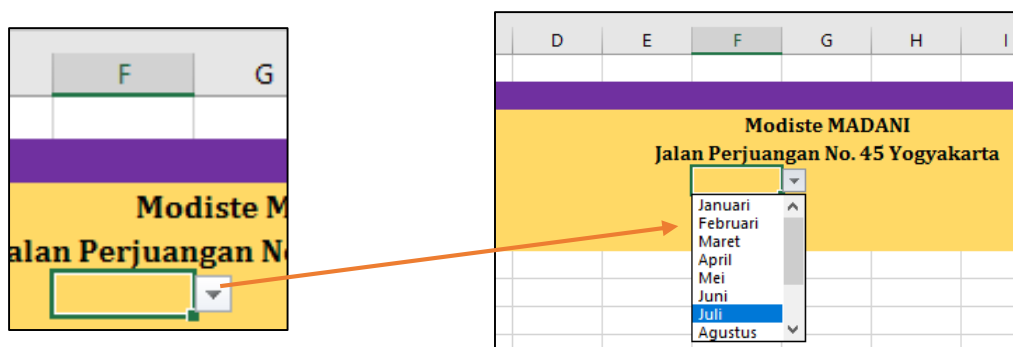 F G
Modiste M
alan Perjuangan N
D E F G H I
Modiste MADANI
Jalan Perjuangan No. 45 Yogyakarta
Januari
Februari
Maret
April
Mei
Juni
Juli
Agustus